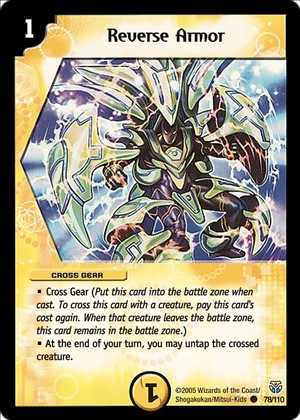 1
Reverse Armor
CROSS GEAR
▪ Cross Gear (Put this card into the battle zone when
cast. To cross this card with a creature, pay this card's
cost again. When that creature leaves the battle zone,
this card remains in the battle zone.)
▪ At the end of your turn, you may untap the crossed
creature.
1
©2005 Wizards of the Coast/
Shogakukan/Mitsui-Kids ● 78/110